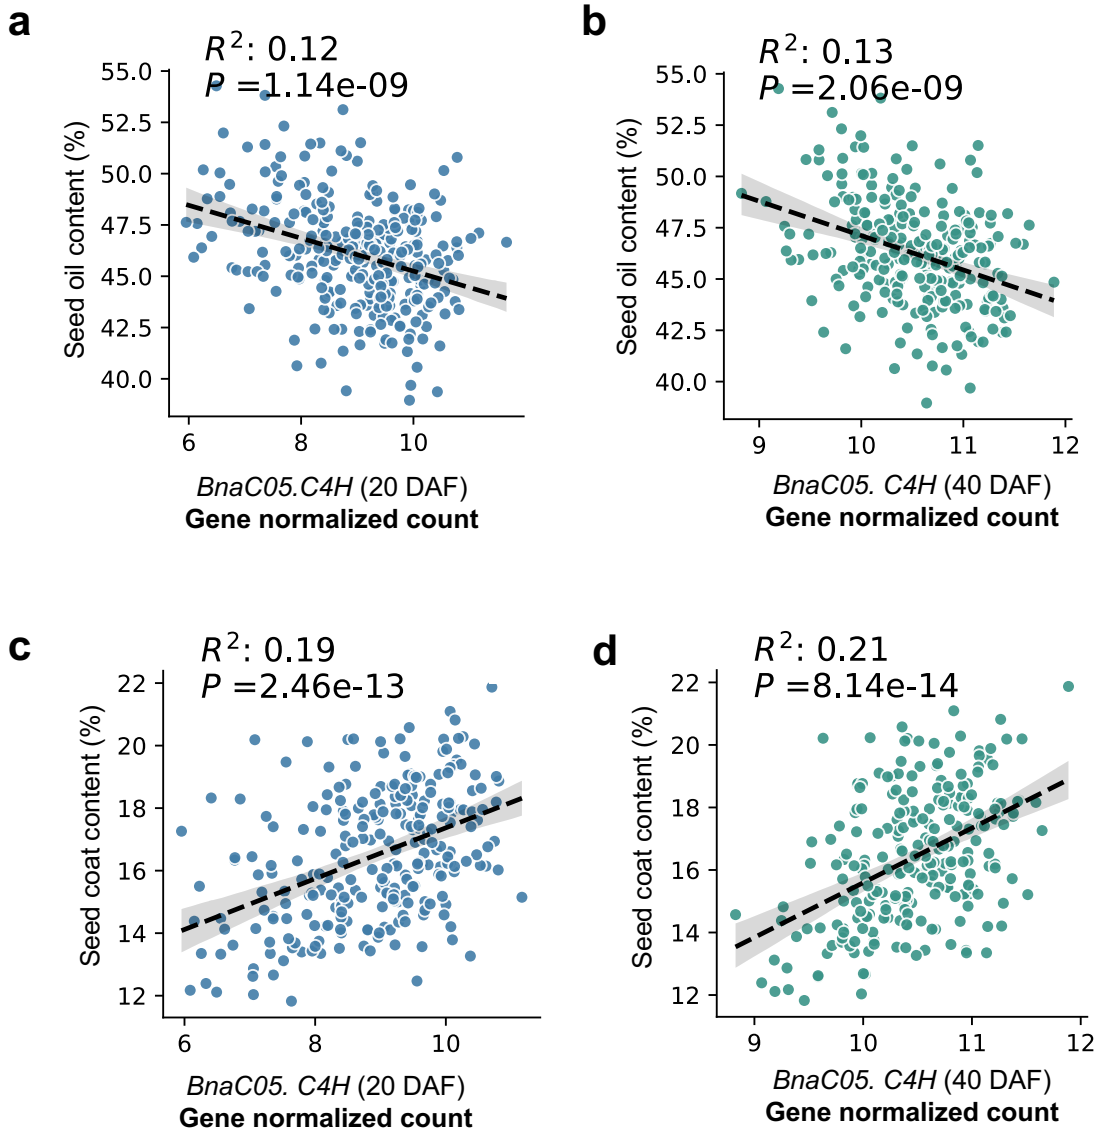 a
R²: 0.12
P =1.14e-09
55.0
52.5
50.0
47.5
45.0
42.5
40.0
Seed oil content (%)
6 8 10
BnaC05.C4H (20 DAF)
Gene normalized count
b
R²: 0.13
P =2.06e-09
55.0
52.5
50.0
47.5
45.0
42.5
40.0
Seed oil content (%)
9 10 11 12
BnaC05. C4H (40 DAF)
Gene normalized count
c
R²: 0.19
P =2.46e-13
22
20
18
16
14
12
Seed coat content (%)
6 8 10
BnaC05. C4H (20 DAF)
Gene normalized count
d
R²: 0.21
P =8.14e-14
22
20
18
16
14
12
Seed coat content (%)
9 10 11 12
BnaC05. C4H (40 DAF)
Gene normalized count